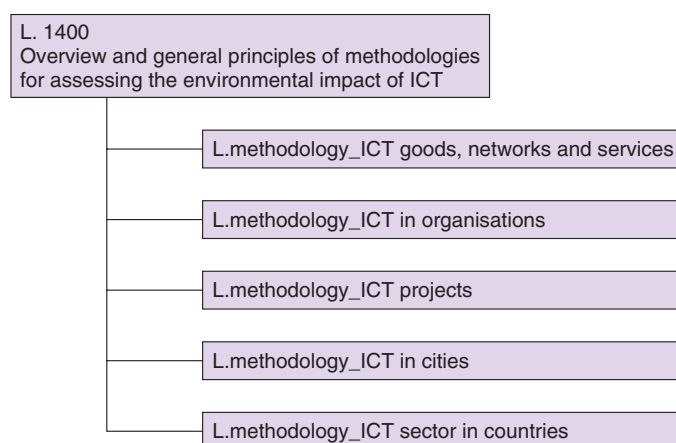 L. 1400
Overview and general principles of methodologies
for assessing the environmental impact of ICT
L.methodology_ICT goods, networks and services
L.methodology_ICT in organisations
L.methodology_ICT projects
L.methodology_ICT in cities
L.methodology_ICT sector in countries